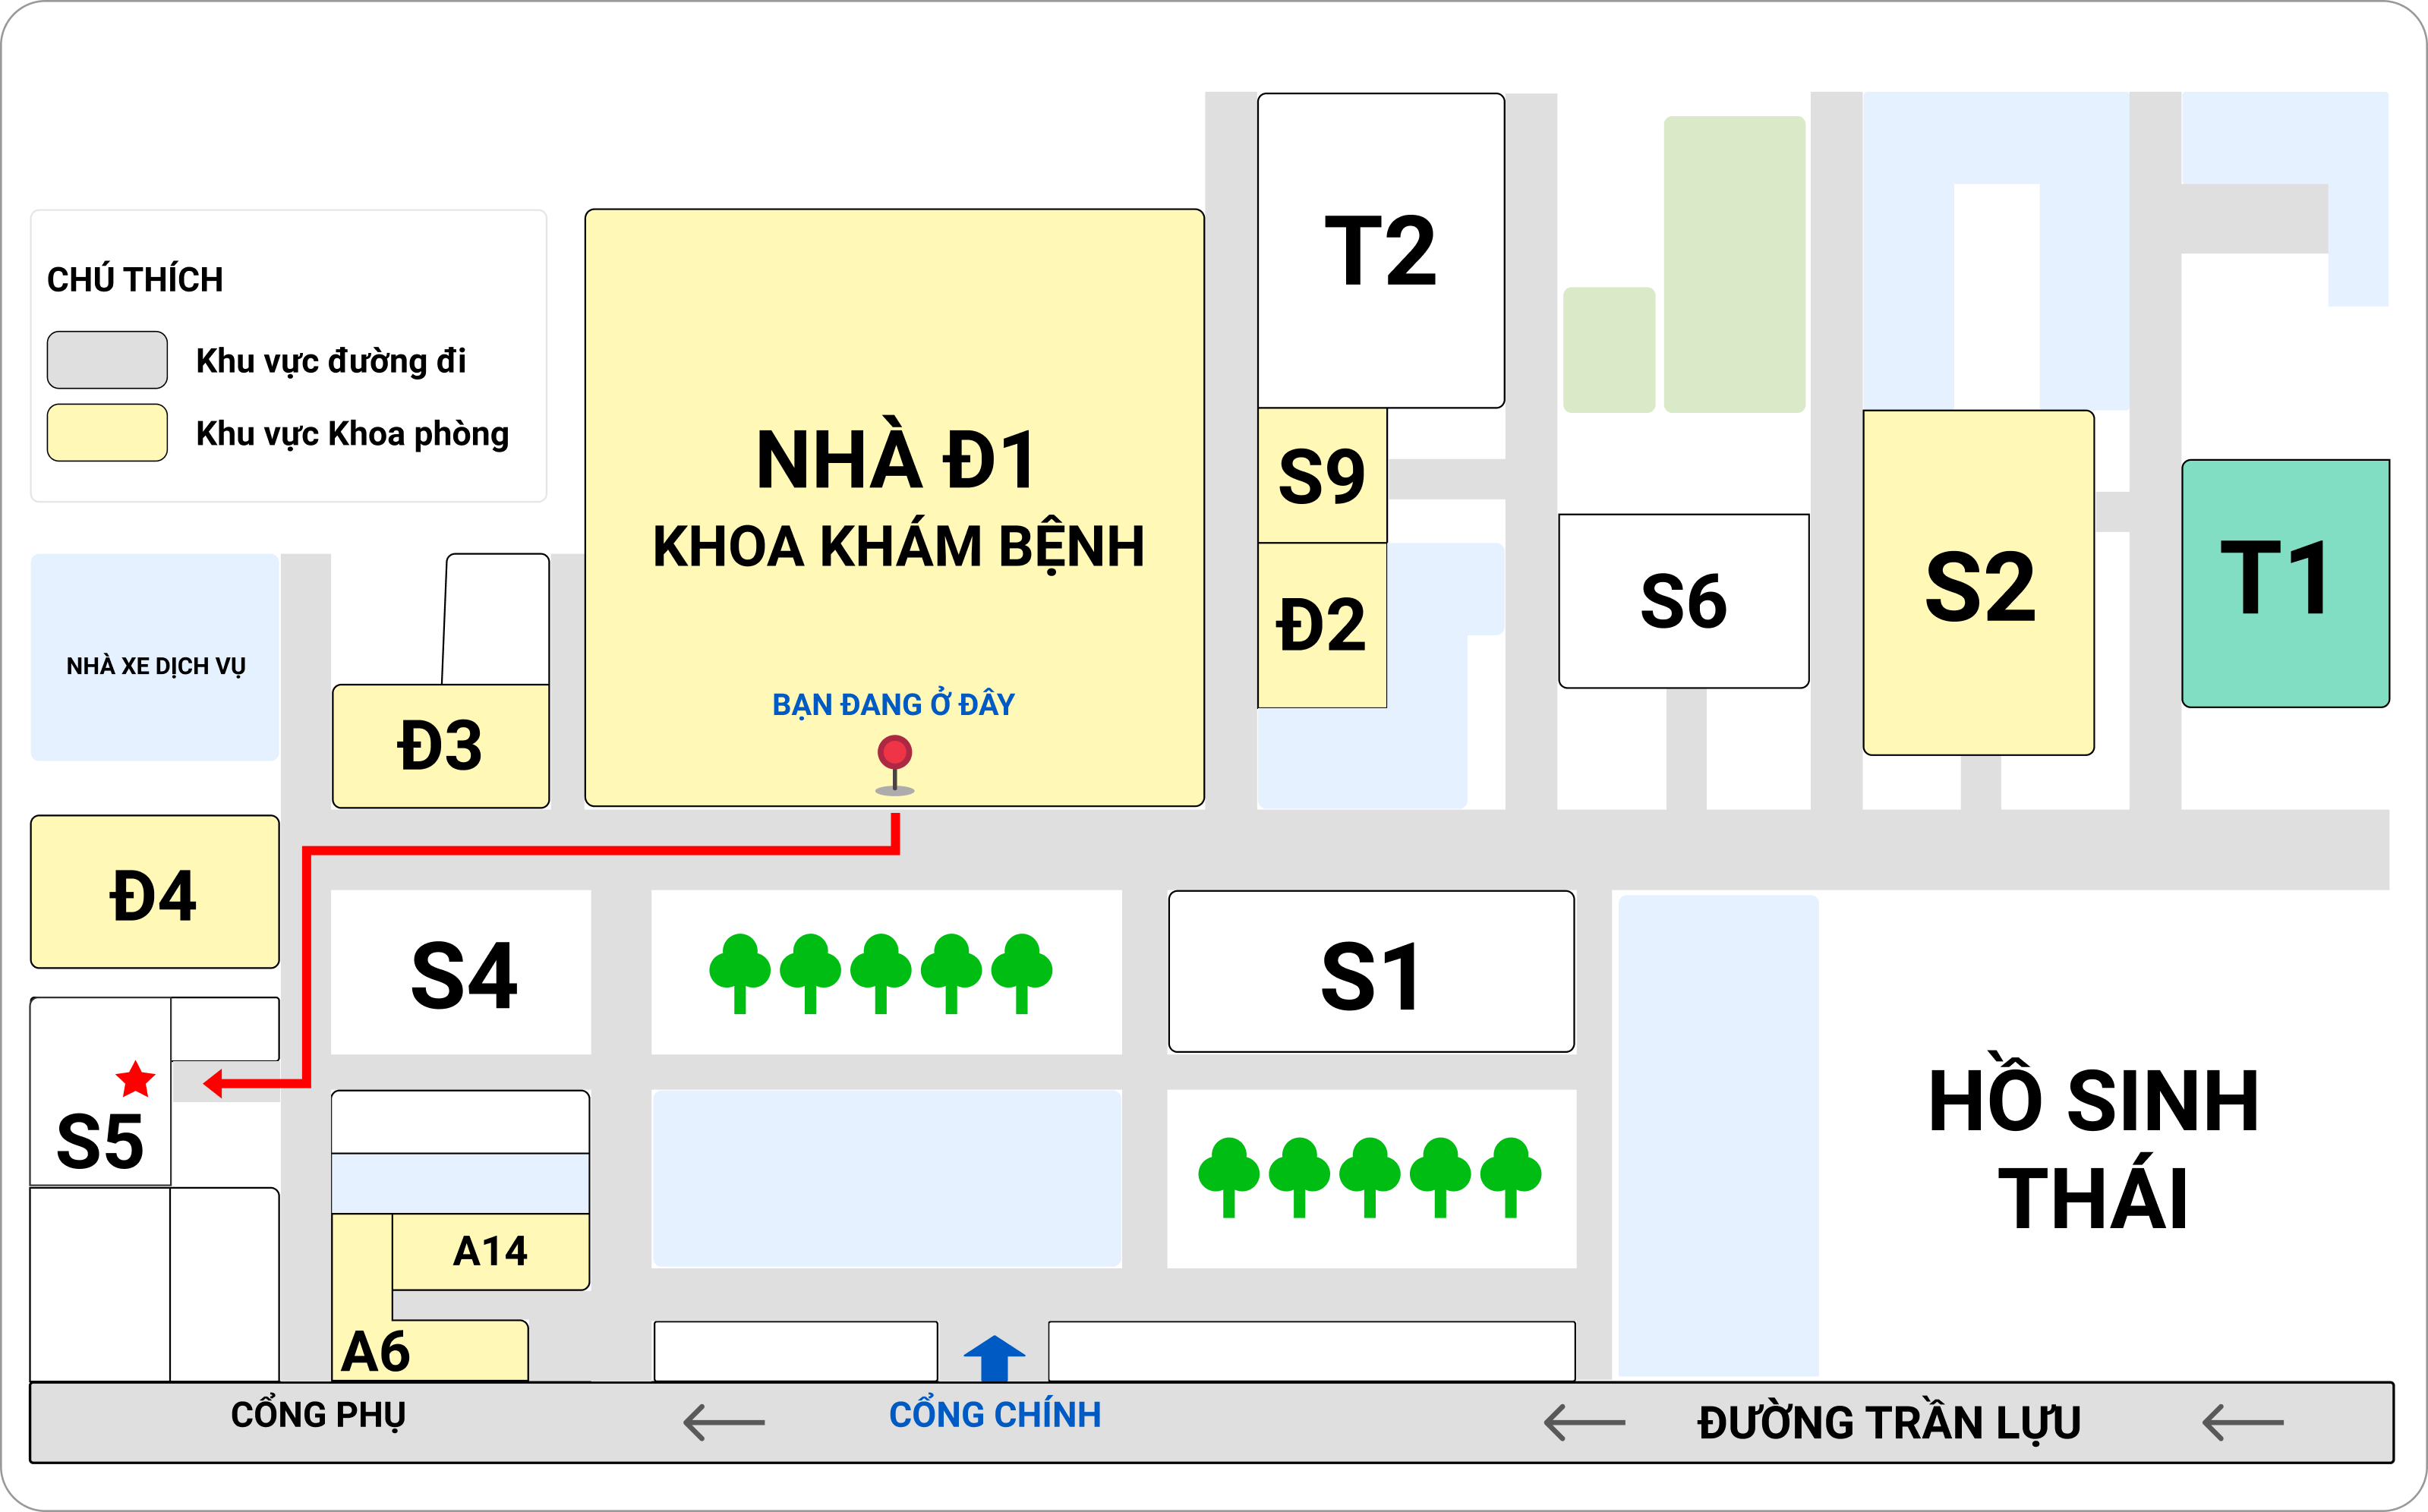 CHÚ THÍCH
Khu vực đường đi
Khu vực Khoa phòng
NHÀ Đ1
KHOA KHÁM BỆNH
BẠN ĐANG Ở ĐÂY
T2
S9
Đ2
S6
S2
T1
NHÀ XE DỊCH VỤ
Đ3
Đ4
S4
S1
S5
HỒ SINH
THÁI
A14
A6
CỔNG PHỤ
CỔNG CHÍNH
ĐƯỜNG TRẦN LỰU